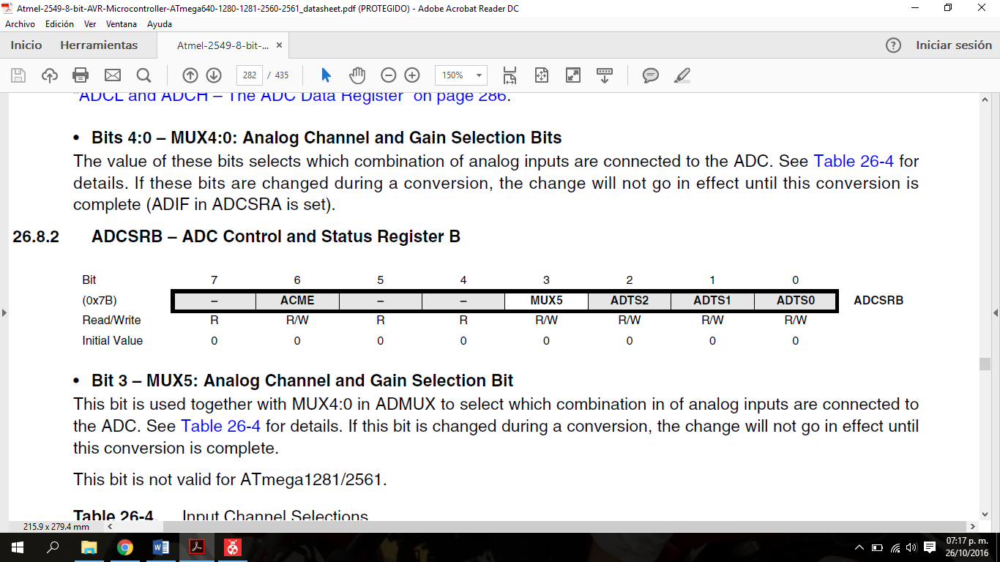 Atmel-2549-8-bit-AVR-Microcontroller-ATmega640-1280-1281-2560-2561_datasheet.pdf (PROTEGIDO) - Adobe Acrobat Reader DC
Archivo Edición Ver Ventana Ayuda
Inicio Herramientas Atmel-2549-8-bit-... × ? Iniciar sesión
282 / 435 150%
"ADCL and ADCH – The ADC Data Register" on page 286.
• Bits 4:0 – MUX4:0: Analog Channel and Gain Selection Bits
The value of these bits selects which combination of analog inputs are connected to the ADC. See Table 26-4 for
details. If these bits are changed during a conversion, the change will not go in effect until this conversion is
complete (ADIF in ADCSRA is set).
26.8.2 ADCSRB – ADC Control and Status Register B
Bit 7 6 5 4 3 2 1 0
(0x7B) – ACME – – MUX5 ADTS2 ADTS1 ADTS0 ADCSRB
Read/Write R R/W R R R/W R/W R/W R/W
Initial Value 0 0 0 0 0 0 0 0
• Bit 3 – MUX5: Analog Channel and Gain Selection Bit
This bit is used together with MUX4:0 in ADMUX to select which combination in of analog inputs are connected to
the ADC. See Table 26-4 for details. If this bit is changed during a conversion, the change will not go in effect until
this conversion is complete.
This bit is not valid for ATmega1281/2561.
Table 26-4. Input Channel Selections
215.9 x 279.4 mm
07:17 p. m.
26/10/2016